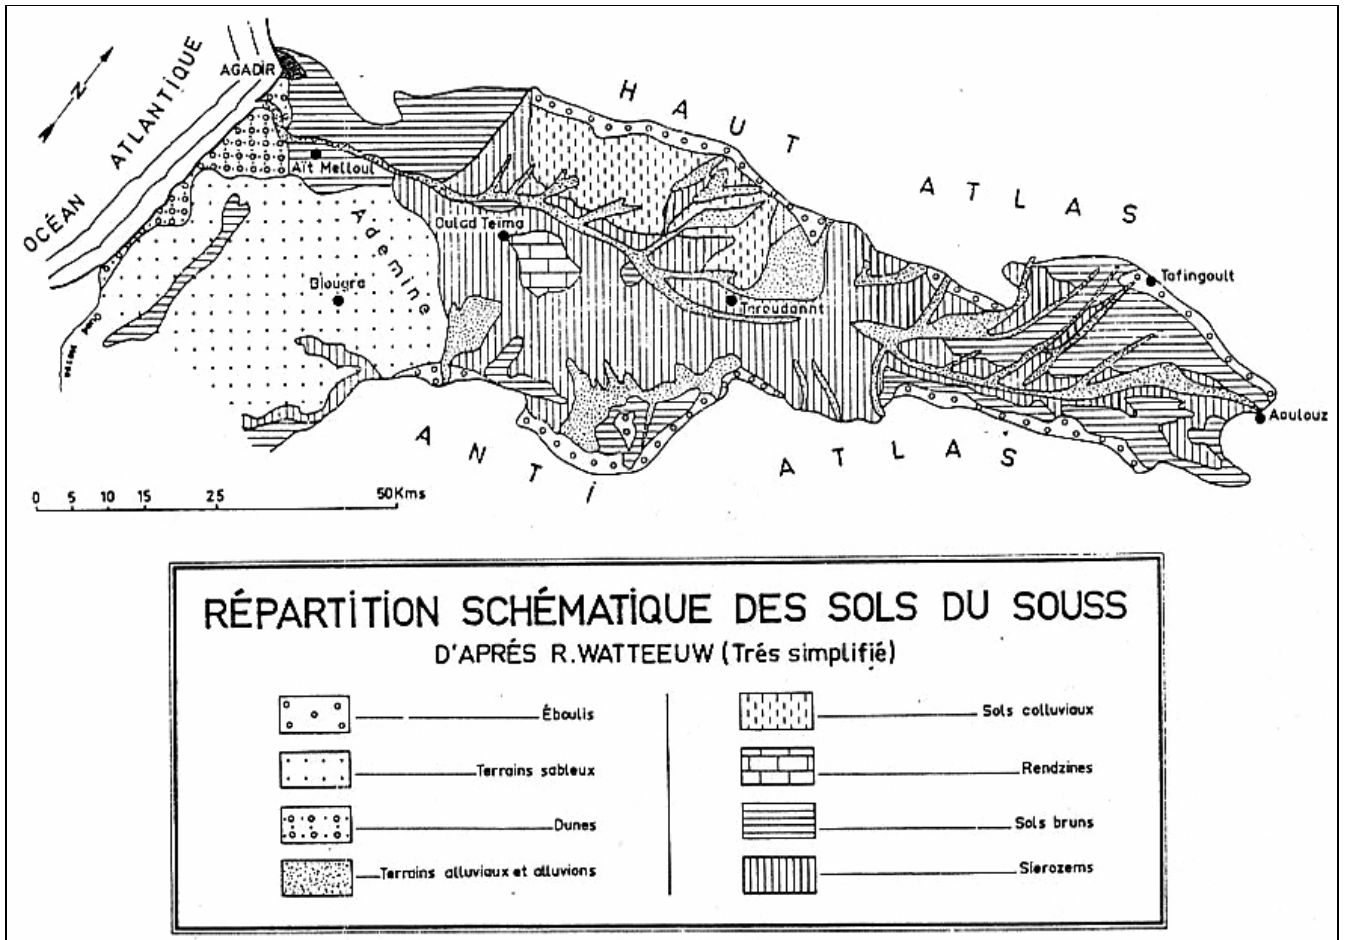 N
OCÉAN ATLANTIQUE
AGADIR
HAUT ATLAS
Aït Melloul
Ademine
Oulad Teima
Biougra
Taroudannt
Tafingoult
Aoulouz
ANTi ATLAS
0 5 10 15 25 50Kms
RÉPARTITION SCHÉMATIQUE DES SOLS DU SOUSS
D'APRÉS R.WATTEEUW (Trés simplifié)
Éboulis
Terrains sableux
Dunes
Terrains alluviaux et alluvions
Sols colluviaux
Rendzines
Sols bruns
Sierozems